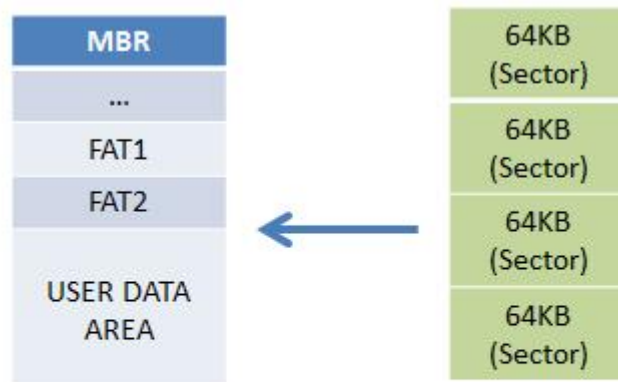 MBR
...
FAT1
FAT2
USER DATA
AREA
64KB
(Sector)
64KB
(Sector)
64KB
(Sector)
64KB
(Sector)